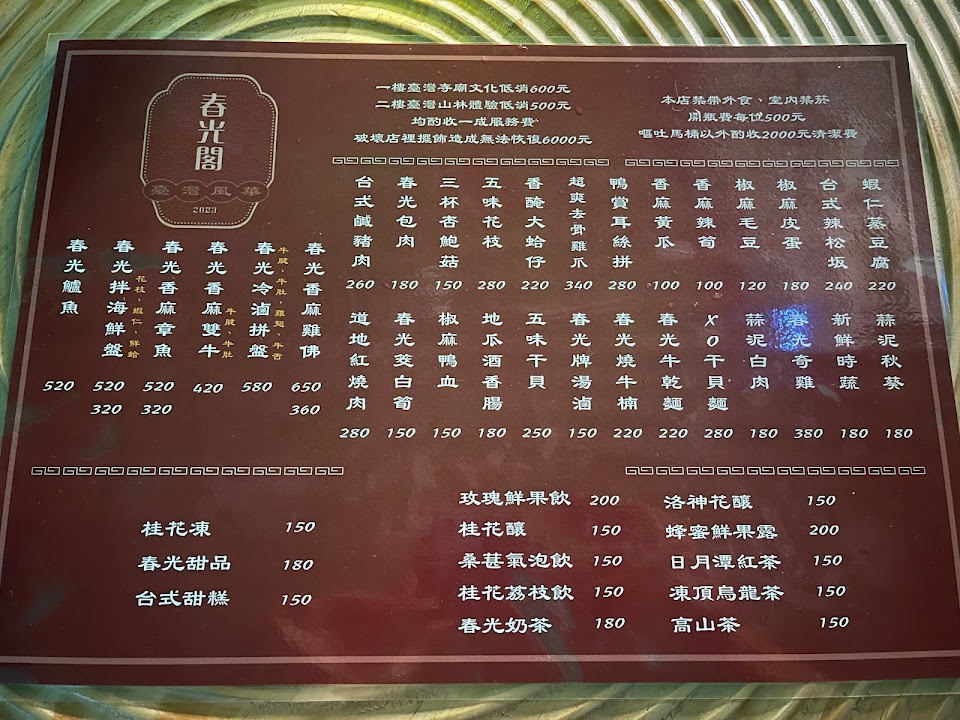 春光閣
臺灣風華
2023
一樓臺灣寺廟文化低消600元
二樓臺灣山林體驗低消500元
均酌收一成服務費
破壞店裡擺飾造成無法恢復6000元
本店禁帶外食、室內禁菸
開瓶費每位500元
嘔吐馬桶以外酌收2000元清潔費
春光鱸魚 520
春光拌海鮮盤 花枝、蝦仁、鮮蛤 520 320
春光香麻章魚 520 320
春光香麻雙牛 牛腱、牛肚 420
春光冷滷拼盤 牛腱、牛肚、雞翅、牛舌 580
春光香麻雞佛 650 360
台式鹹豬肉 260
春光包肉 180
三杯杏鮑菇 150
五味花枝 280
香醃大蛤仔 220
超爽去骨雞爪 340
鴨賞耳絲拼 280
香麻黃瓜 100
香辣筍 100
椒麻毛豆 120
椒麻皮蛋 180
台式辣松坂 240
蝦仁蒸豆腐 220
道地紅燒肉 280
春光筊白筍 150
椒麻鴨血 150
地瓜酒香腸 180
五味干貝 250
春光牌湯滷 150
春光燒牛楠 220
春光牛乾麵 220
XO干貝麵 280
蒜泥白肉 180
春光奇雞 380
新鮮時蔬 180
蒜泥秋葵 180
桂花凍 150
春光甜品 180
台式甜糕 150
玫瑰鮮果飲 200
桂花釀 150
桑葚氣泡飲 150
桂花荔枝飲 150
春光奶茶 180
洛神花釀 150
蜂蜜鮮果露 200
日月潭紅茶 150
凍頂烏龍茶 150
高山茶 150